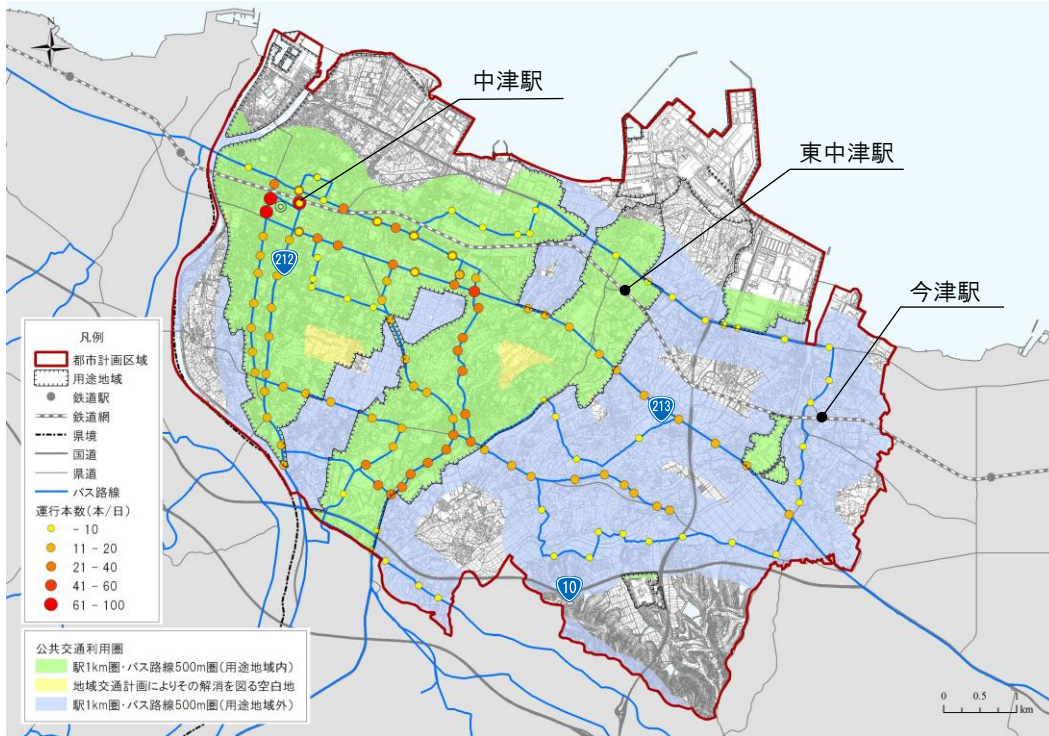 N
中津駅
東中津駅
今津駅
212
213
10
凡例
都市計画区域
用途地域
鉄道駅
鉄道網
県境
国道
県道
バス路線
運行本数(本/日)
- 10
11 - 20
21 - 40
41 - 60
61 - 100
公共交通利用圏
駅1km圏・バス路線500m圏(用途地域内)
地域交通計画によりその解消を図る空白地
駅1km圏・バス路線500m圏(用途地域外)
0 0.5 1
km